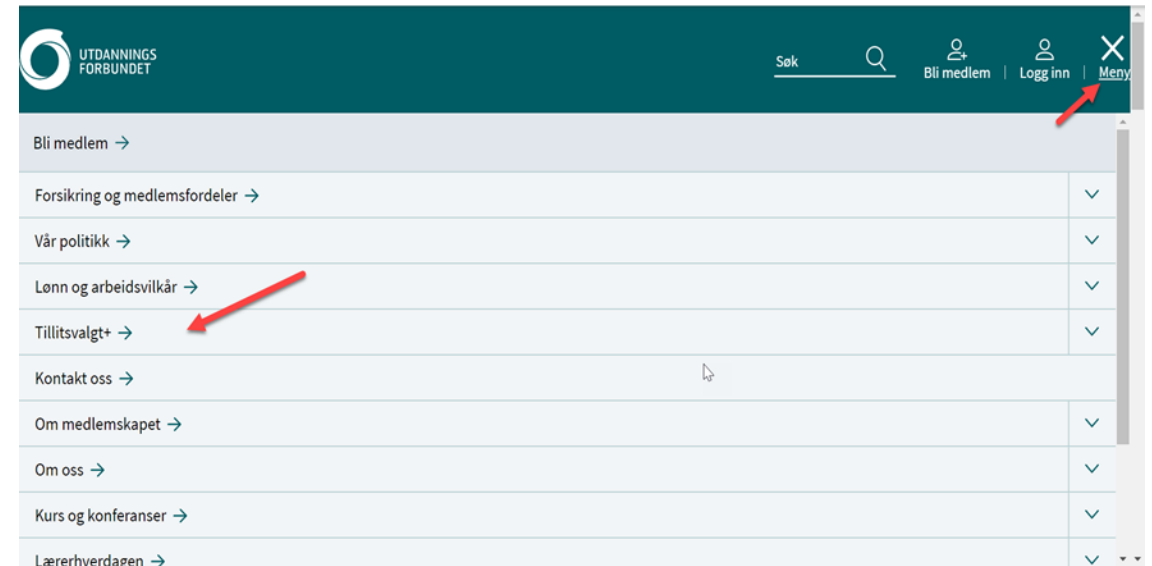 UTDANNINGS
FORBUNDET
Søk
Bli medlem
Logg inn
Meny
Bli medlem
Forsikring og medlemsfordeler
Vår politikk
Lønn og arbeidsvilkår
Tillitsvalgt+
Kontakt oss
Om medlemskapet
Om oss
Kurs og konferanser
Lærerhverdagen